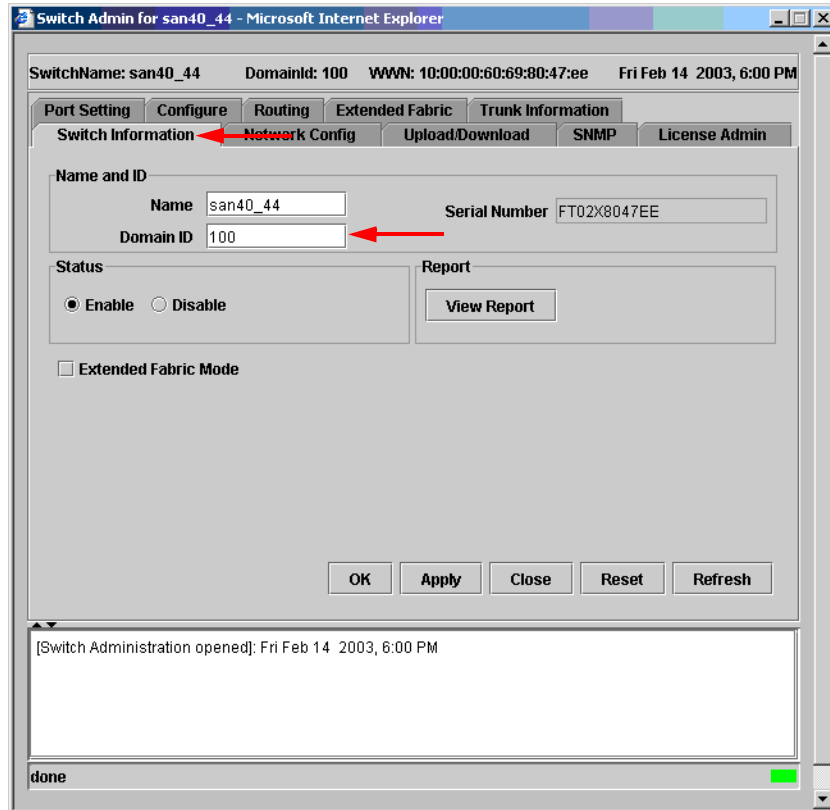 Switch Admin for san40_44 - Microsoft Internet Explorer
SwitchName: san40_44 DomainId: 100 WWN: 10:00:00:60:69:80:47:ee Fri Feb 14 2003, 6:00 PM
Port Setting Configure Routing Extended Fabric Trunk Information
Switch Information Network Config Upload/Download SNMP License Admin
Name and ID
Name san40_44 Serial Number FT02X8047EE
Domain ID 100
Status Report
Enable Disable View Report
Extended Fabric Mode
OK Apply Close Reset Refresh
[Switch Administration opened]: Fri Feb 14 2003, 6:00 PM
done